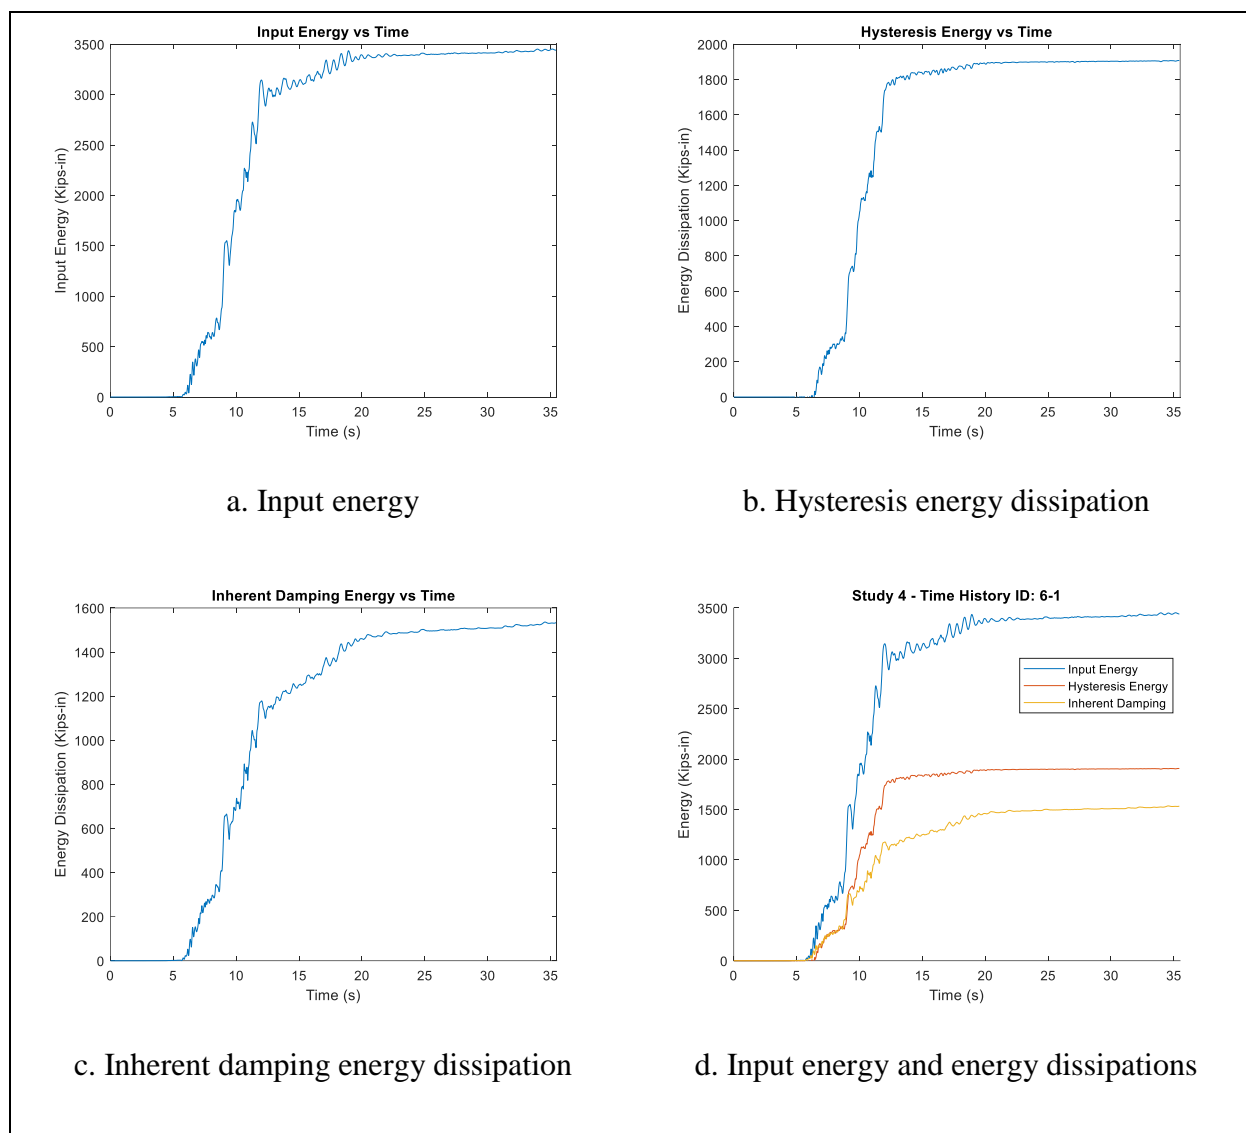 Input Energy vs Time
3500
3000
2500
2000
1500
1000
500
0
Input Energy (Kips-in)
0 5 10 15 20 25 30 35
Time (s)
a. Input energy
Hysteresis Energy vs Time
2000
1800
1600
1400
1200
1000
800
600
400
200
0
Energy Dissipation (Kips-in)
0 5 10 15 20 25 30 35
Time (s)
b. Hysteresis energy dissipation
Inherent Damping Energy vs Time
1600
1400
1200
1000
800
600
400
200
0
Energy Dissipation (Kips-in)
0 5 10 15 20 25 30 35
Time (s)
c. Inherent damping energy dissipation
Study 4 - Time History ID: 6-1
3500
3000
2500
2000
1500
1000
500
0
Energy (Kips-in)
Input Energy
Hysteresis Energy
Inherent Damping
0 5 10 15 20 25 30 35
Time (s)
d. Input energy and energy dissipations